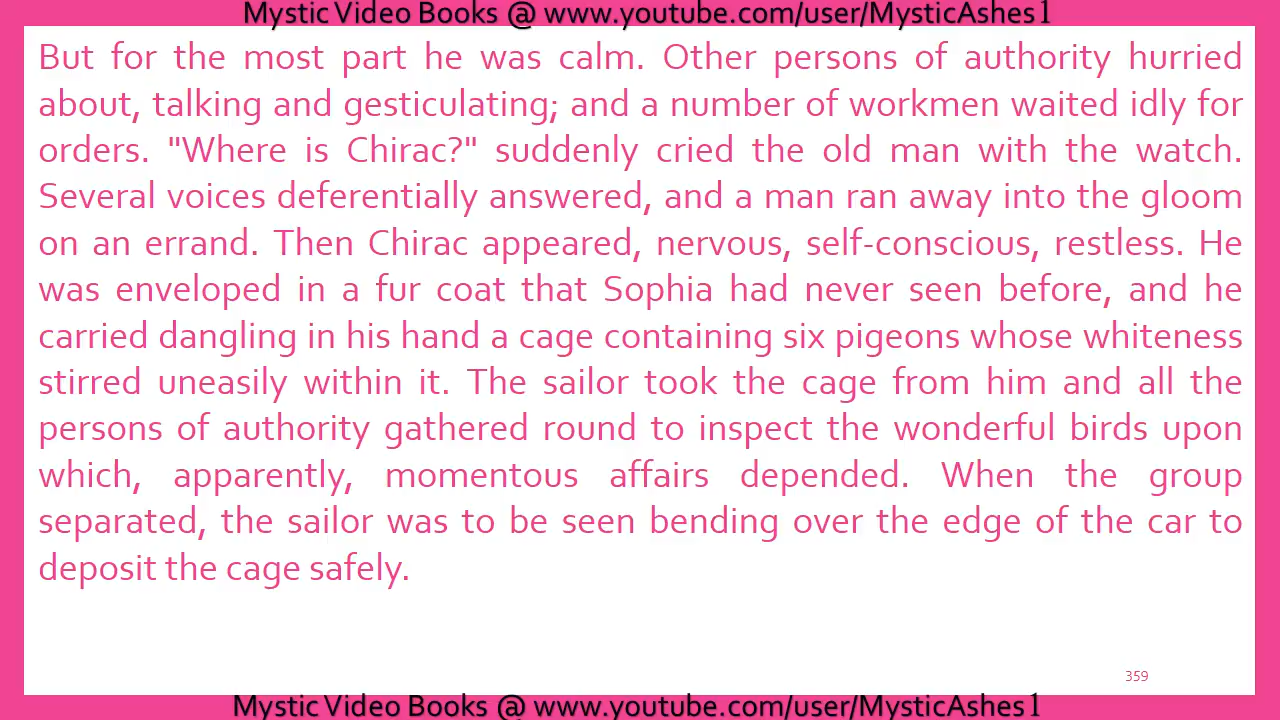 Mystic Video Books @ www.youtube.com/user/MysticAshes1
But for the most part he was calm. Other persons of authority hurried
about, talking and gesticulating; and a number of workmen waited idly for
orders. "Where is Chirac?" suddenly cried the old man with the watch.
Several voices deferentially answered, and a man ran away into the gloom
on an errand. Then Chirac appeared, nervous, self-conscious, restless. He
was enveloped in a fur coat that Sophia had never seen before, and he
carried dangling in his hand a cage containing six pigeons whose whiteness
stirred uneasily within it. The sailor took the cage from him and all the
persons of authority gathered round to inspect the wonderful birds upon
which, apparently, momentous affairs depended. When the group
separated, the sailor was to be seen bending over the edge of the car to
deposit the cage safely.
359
Mystic Video Books @ www.youtube.com/user/MysticAshes1